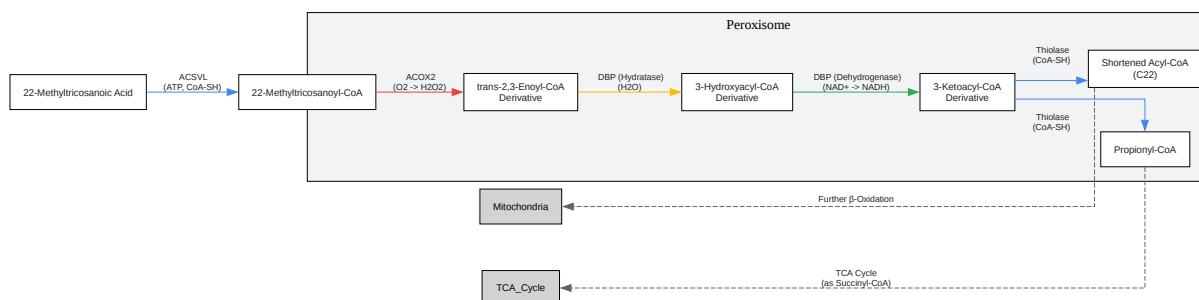 Peroxisome
22-Methyltricosanoic Acid
ACSVL
(ATP, CoA-SH)
22-Methyltricosanoyl-CoA
ACOX2
(O2 -> H2O2)
trans-2,3-Enoyl-CoA
Derivative
DBP (Hydratase)
(H2O)
3-Hydroxyacyl-CoA
Derivative
DBP (Dehydrogenase)
(NAD+ -> NADH)
3-Ketoacyl-CoA
Derivative
Thiolase
(CoA-SH)
Shortened Acyl-CoA
(C22)
Thiolase
(CoA-SH)
Propionyl-CoA
Mitochondria
Further β-Oxidation
TCA_Cycle
TCA Cycle
(as Succinyl-CoA)